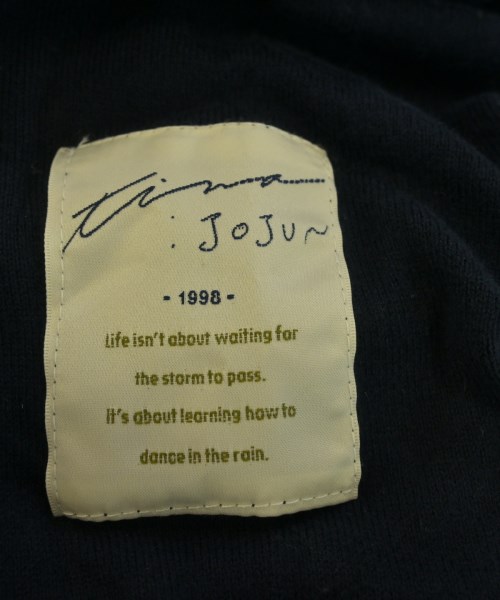 : JOJUN
- 1998 -
Life isn't about waiting for
the storm to pass.
It's about learning how to
dance in the rain.